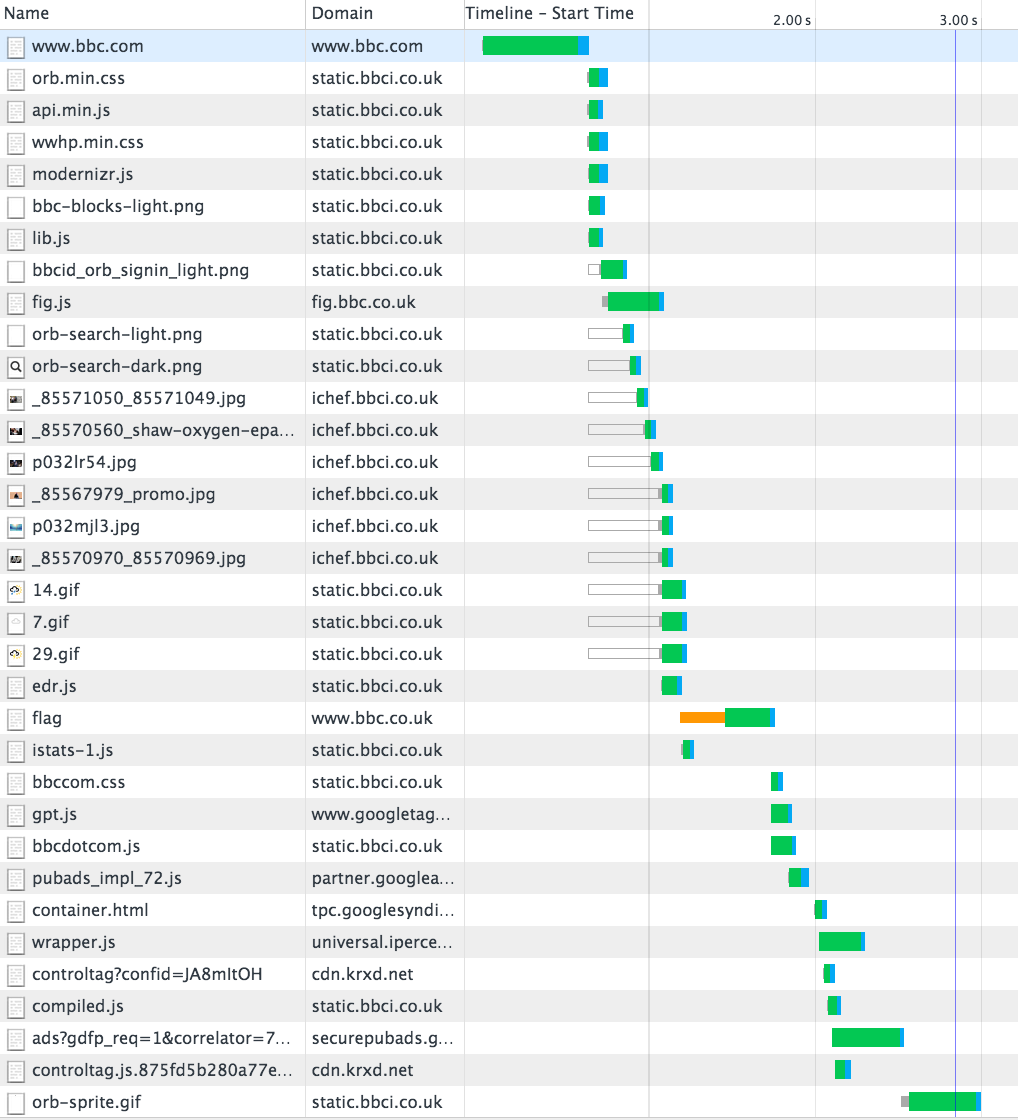 Name Domain Timeline – Start Time 2.00 s 3.00 s
www.bbc.com www.bbc.com
orb.min.css static.bbci.co.uk
api.min.js static.bbci.co.uk
wwhp.min.css static.bbci.co.uk
modernizr.js static.bbci.co.uk
bbc-blocks-light.png static.bbci.co.uk
lib.js static.bbci.co.uk
bbcid_orb_signin_light.png static.bbci.co.uk
fig.js fig.bbc.co.uk
orb-search-light.png static.bbci.co.uk
orb-search-dark.png static.bbci.co.uk
_85571050_85571049.jpg ichef.bbci.co.uk
_85570560_shaw-oxygen-epa... ichef.bbci.co.uk
p032lr54.jpg ichef.bbci.co.uk
_85567979_promo.jpg ichef.bbci.co.uk
p032mjl3.jpg ichef.bbci.co.uk
_85570970_85570969.jpg ichef.bbci.co.uk
14.gif static.bbci.co.uk
7.gif static.bbci.co.uk
29.gif static.bbci.co.uk
edr.js static.bbci.co.uk
flag www.bbc.co.uk
istats-1.js static.bbci.co.uk
bbccom.css static.bbci.co.uk
gpt.js www.googletag...
bbcdotcom.js static.bbci.co.uk
pubads_impl_72.js partner.googlea...
container.html tpc.googlesyndi...
wrapper.js universal.iperce...
controltag?confid=JA8mItOH cdn.krxd.net
compiled.js static.bbci.co.uk
ads?gdfp_req=1&correlator=7... securepubads.g...
controltag.js.875fd5b280a77e... cdn.krxd.net
orb-sprite.gif static.bbci.co.uk